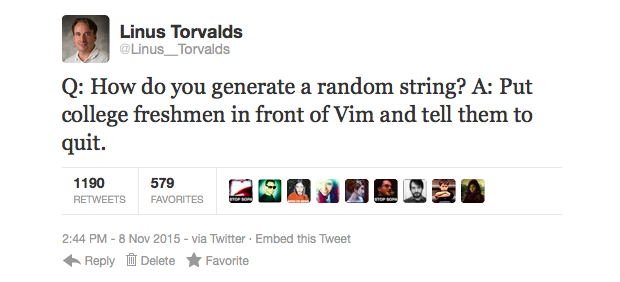 Linus Torvalds
@Linus__Torvalds
Q: How do you generate a random string? A: Put
college freshmen in front of Vim and tell them to
quit.
1190 579
RETWEETS FAVORITES
STOP SOPA STOP SOPA
2:44 PM - 8 Nov 2015 - via Twitter · Embed this Tweet
Reply Delete Favorite